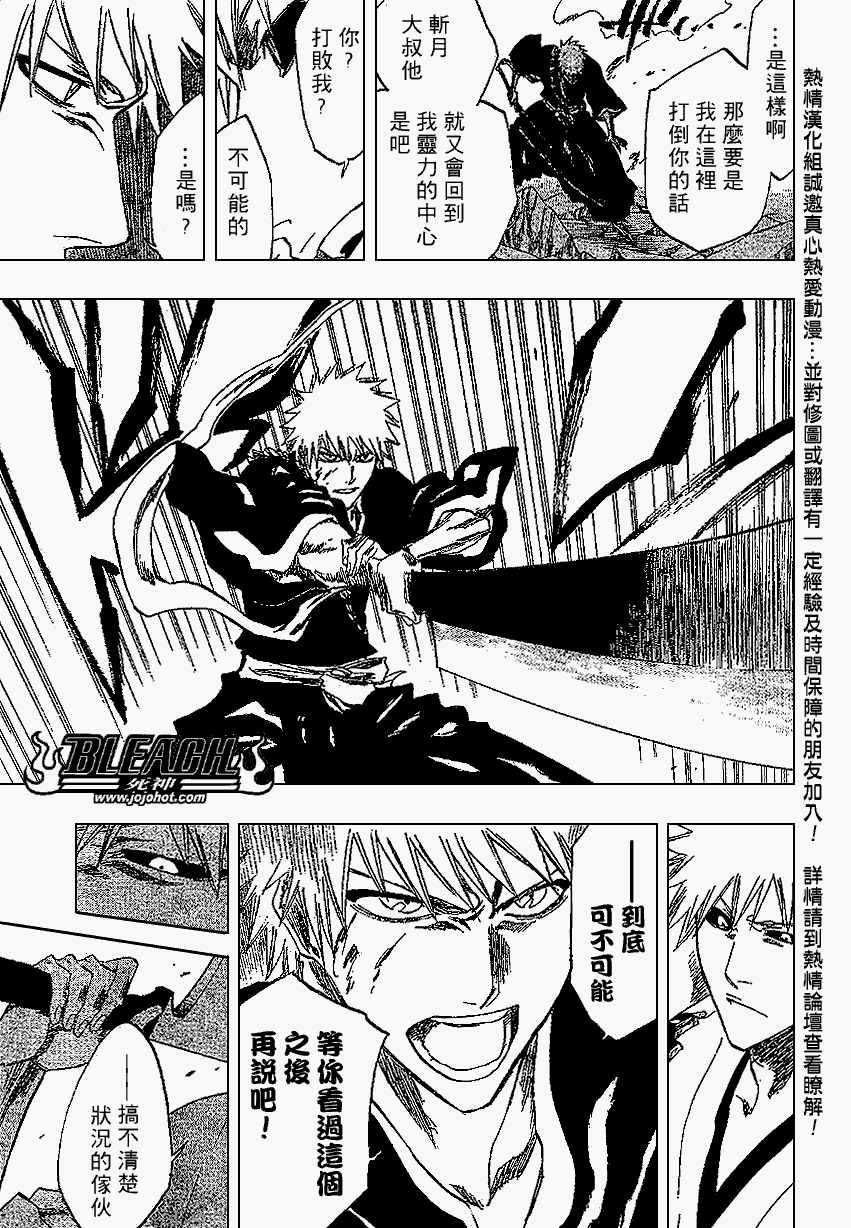 …是這樣啊
那麼要是
我在這裡
打倒你的話
斬月
大叔他
就又會回到
我靈力的中心
是吧
你？
打敗我？
不可能的
…是嗎？
BLEACH
死神
www.jojohot.com
——到底
可不可能
等你看過這個
之後
再說吧！
——搞不清楚
狀況的傢伙
熱情漢化組誠邀真心熱愛動漫…並對修圖或翻譯有一定經驗及時間保障的朋友加入！ 詳情請到熱情論壇查看瞭解！